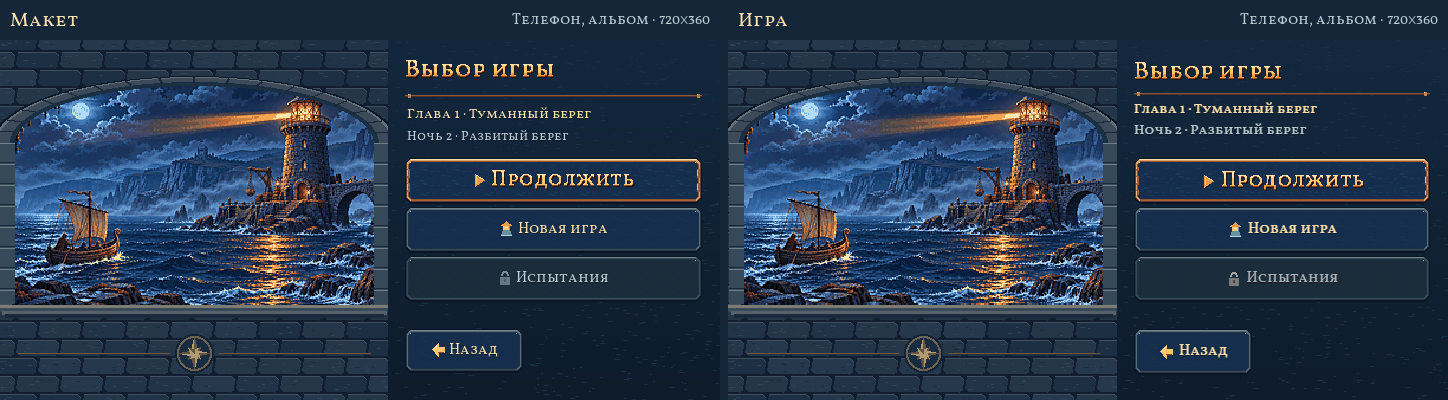 Макет
Телефон, альбом · 720×360
Выбор игры
Глава 1 · Туманный берег
Ночь 2 · Разбитый берег
Продолжить
Новая игра
Испытания
Назад
Игра
Телефон, альбом · 720×360
Выбор игры
Глава 1 · Туманный берег
Ночь 2 · Разбитый берег
Продолжить
Новая игра
Испытания
Назад